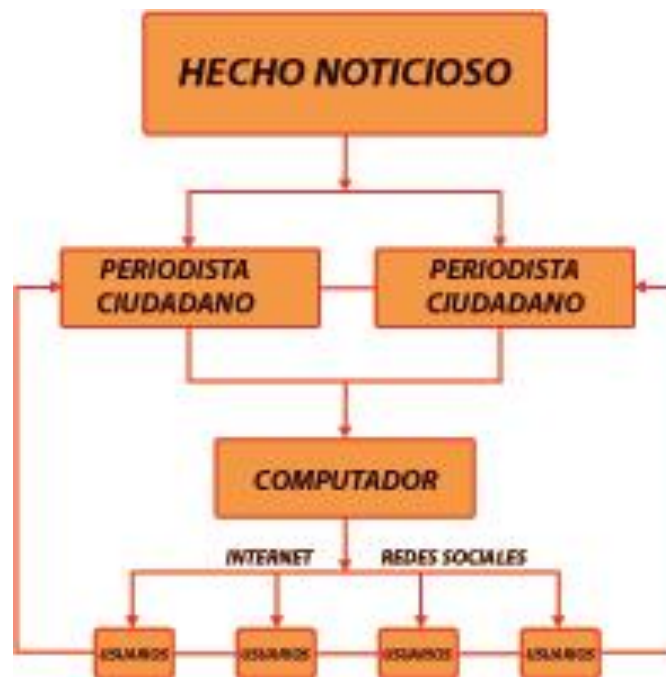 HECHO NOTICIOSO
PERIODISTA
CIUDADANO
PERIODISTA
CIUDADANO
COMPUTADOR
INTERNET
REDES SOCIALES
USUARIOS
USUARIOS
USUARIOS
USUARIOS